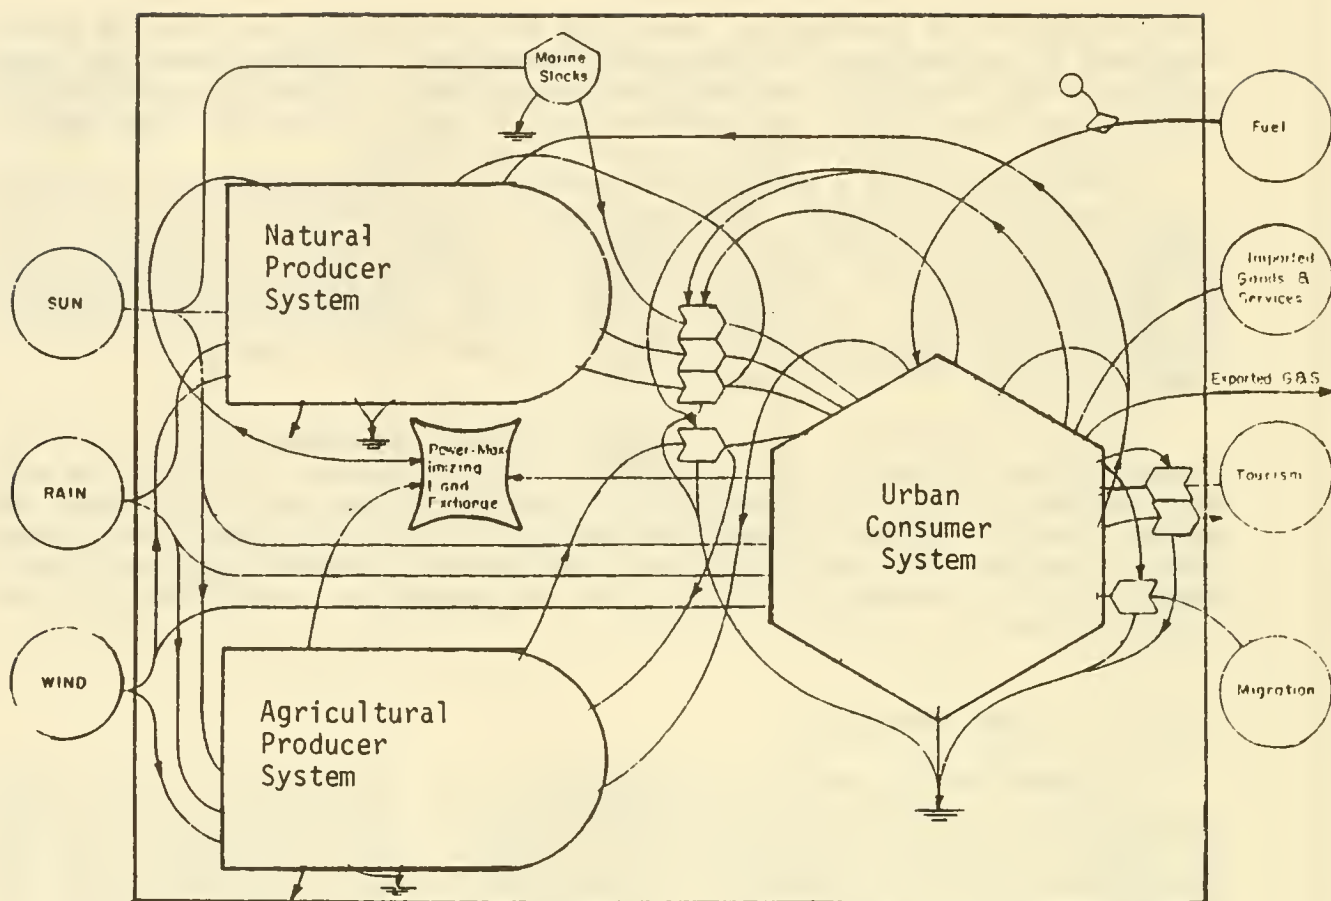 Marine
Stocks
Fuel
Natural
Producer
System
SUN
Imported
Goods &
Services
Exported G&S
Power-Max
imizing
Land
Exchange
RAIN
Tourism
Urban
Consumer
System
WIND
Agricultural
Producer
System
Migration